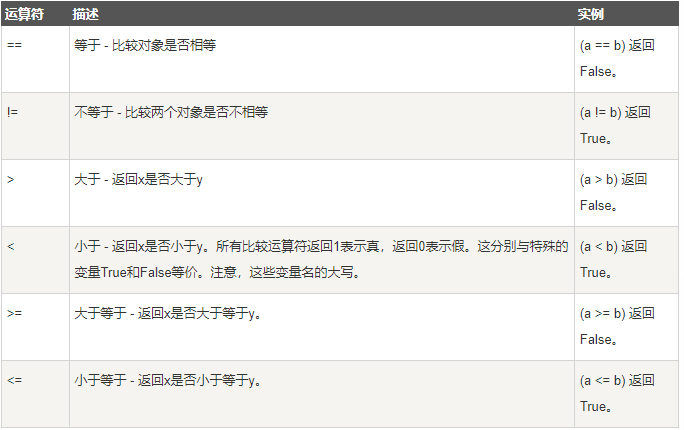 运算符 描述 实例
== 等于 - 比较对象是否相等 (a == b) 返回
False。
!= 不等于 - 比较两个对象是否不相等 (a != b) 返回
True。
> 大于 - 返回x是否大于y (a > b) 返回
False。
< 小于 - 返回x是否小于y。所有比较运算符返回1表示真，返回0表示假。这分别与特殊的 (a < b) 返回
变量True和False等价。注意，这些变量名的大写。 True。
>= 大于等于 - 返回x是否大于等于y。 (a >= b) 返回
False。
<= 小于等于 - 返回x是否小于等于y。 (a <= b) 返回
True。